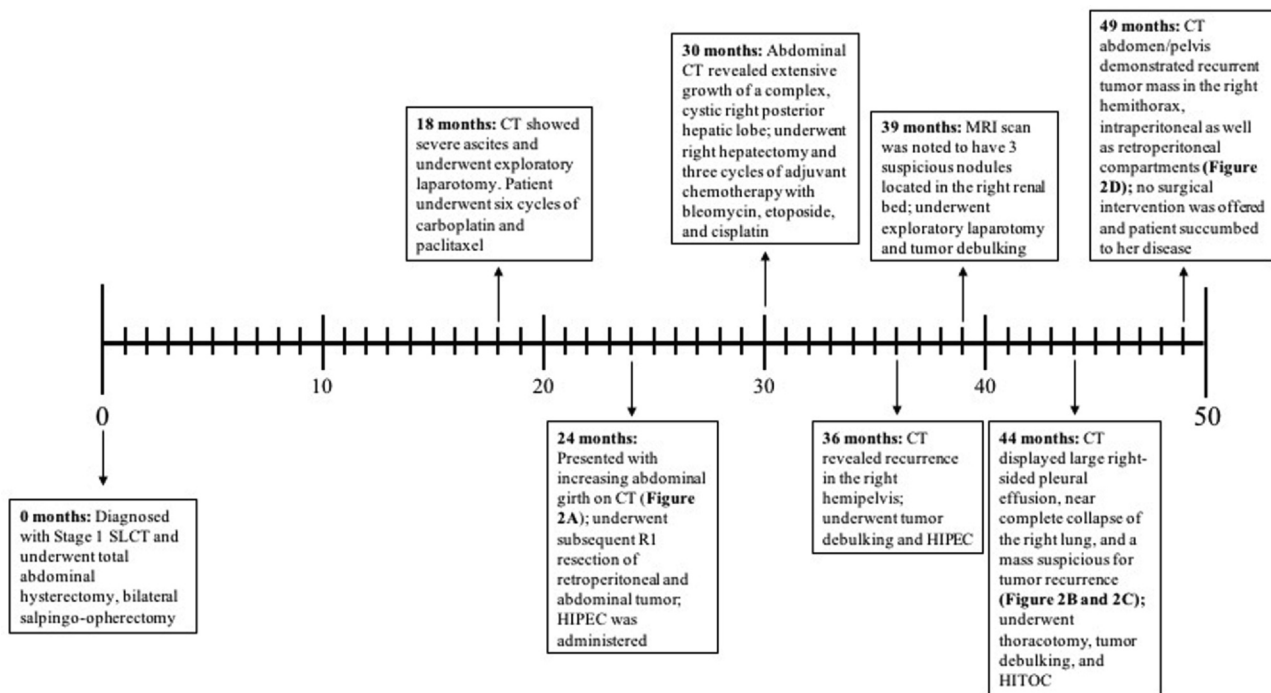 18 months: CT showed
severe ascites and
underwent exploratory
laparotomy. Patient
underwent six cycles of
carboplatin and
paclitaxel
30 months: Abdominal
CT revealed extensive
growth of a complex,
cystic right posterior
hepatic lobe; underwent
right hepatectomy and
three cycles of adjuvant
chemotherapy with
bleomycin, etoposide,
and cisplatin
39 months: MRI scan
was noted to have 3
suspicious nodules
located in the right renal
bed; underwent
exploratory laparotomy
and tumor debulking
49 months: CT
abdomen/pelvis
demonstrated recurrent
tumor mass in the right
hemithorax,
intraperitoneal as well
as retroperitoneal
compartments (Figure
2D); no surgical
intervention was offered
and patient succumbed
to her disease
0
10
20
30
40
50
0 months: Diagnosed
with Stage 1 SLCT and
underwent total
abdominal
hysterectomy, bilateral
salpingo-opherectomy
24 months:
Presented with
increasing abdominal
girth on CT (Figure
2A); underwent
subsequent R1
resection of
retroperitoneal and
abdominal tumor;
HIPEC was
administered
36 months: CT
revealed recurrence
in the right
hemipelvis;
underwent tumor
debulking and HIPEC
44 months: CT
displayed large right-
sided pleural
effusion, near
complete collapse of
the right lung, and a
mass suspicious for
tumor recurrence
(Figure 2B and 2C);
underwent
thoracotomy, tumor
debulking, and
HITOC